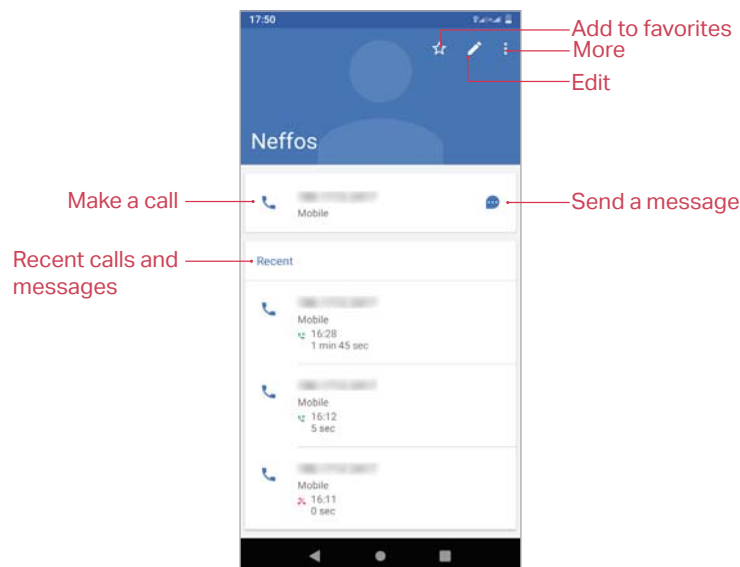 17:50
Add to favorites
More
Edit
Neffos
Make a call
Mobile
Send a message
Recent calls and
messages
Recent
Mobile
16:28
1 min 45 sec
Mobile
16:12
5 sec
Mobile
16:11
0 sec